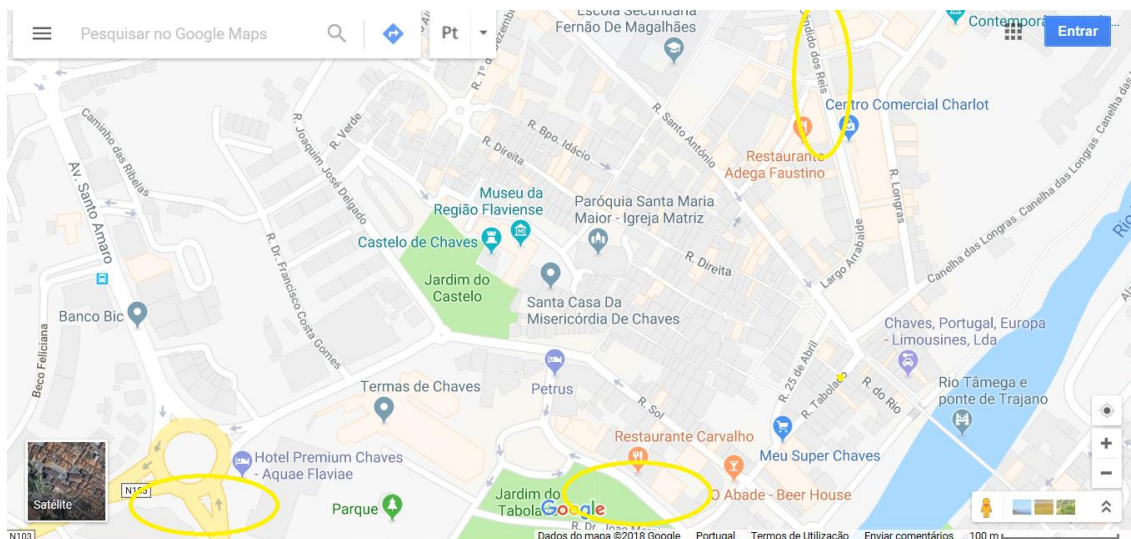 Pesquisar no Google Maps
Pt
Entrar
Escola Secundária
Fernão De Magalhães
Cândido dos Reis
Centro Comercial Charlot
Restaurante
Adega Faustino
R. Santo António
R. Longras
Canelha das Longras
Canelha das
Caminho das Ribelas
R. Joaquim José Delgado
R. Verde
R. Bpo. Idácio
R. Direita
Museu da
Região Flaviense
Paróquia Santa Maria
Maior - Igreja Matriz
Castelo de Chaves
Jardim do
Castelo
R. Direita
Largo Arrabalde
Av. Santo Amaro
R. Dr. Francisco Costa Gomes
Santa Casa Da
Misericórdia De Chaves
Banco Bic
Beco Feliciana
Chaves, Portugal, Europa
- Limousines, Lda
Petrus
R. 25 de Abril
R. Tabolado
R. do Rio
Rio Tâmega e
ponte de Trajano
Termas de Chaves
R. Sol
Restaurante Carvalho
Meu Super Chaves
Hotel Premium Chaves
- Aquae Flaviae
O Abade - Beer House
Satélite
N103
Parque
Jardim do
Google
N103
Dados do mapa ©2018 Google
Portugal
Termos de Utilização
Enviar comentários
100 m